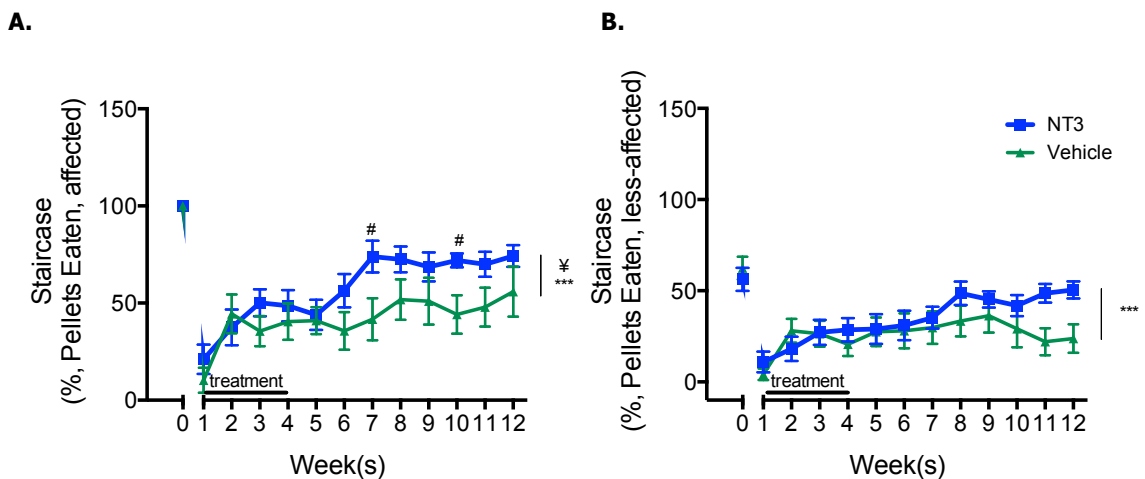 A.
Staircase
(%, Pellets Eaten, affected)
150
100
50
0
#
#
¥
***
treatment
0 1 2 3 4 5 6 7 8 9 10 11 12
Week(s)
B.
Staircase
(%, Pellets Eaten, less-affected)
150
100
50
0
NT3
Vehicle
***
treatment
0 1 2 3 4 5 6 7 8 9 10 11 12
Week(s)